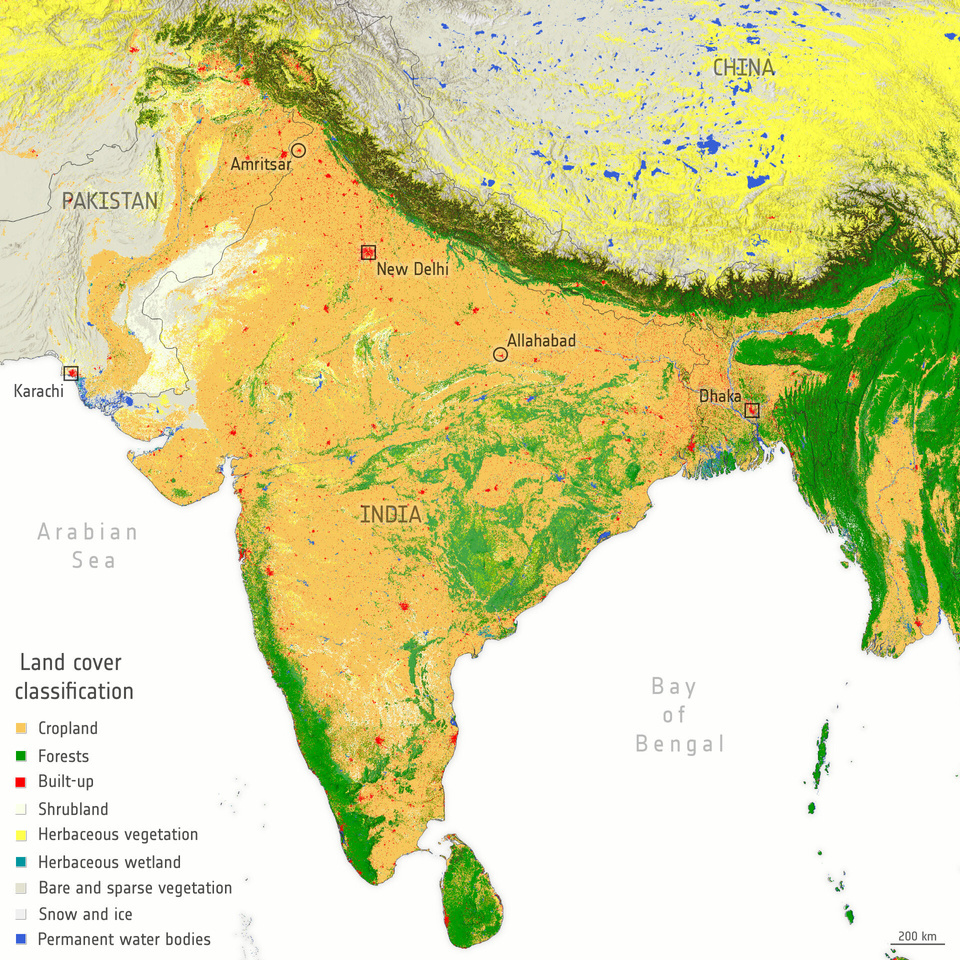 CHINA
Amritsar
PAKISTAN
New Delhi
Allahabad
Karachi
Dhaka
INDIA
Arabian
Sea
Bay
of
Bengal
Land cover
classification
Cropland
Forests
Built-up
Shrubland
Herbaceous vegetation
Herbaceous wetland
Bare and sparse vegetation
Snow and ice
Permanent water bodies
200 km